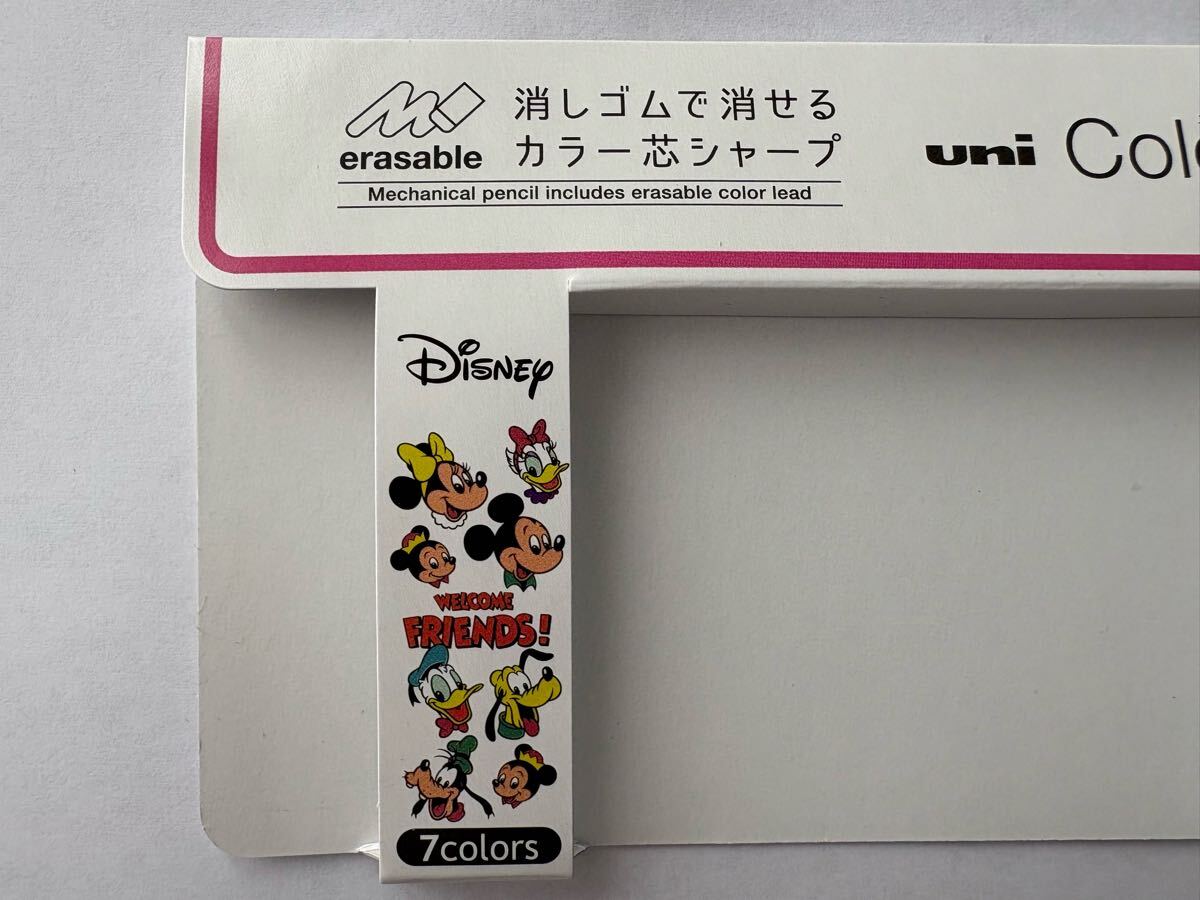 消しゴムで消せる
カラー芯シャープ
erasable
Mechanical pencil includes erasable color lead
uni
Disney
WELCOME
FRIENDS!
7colors